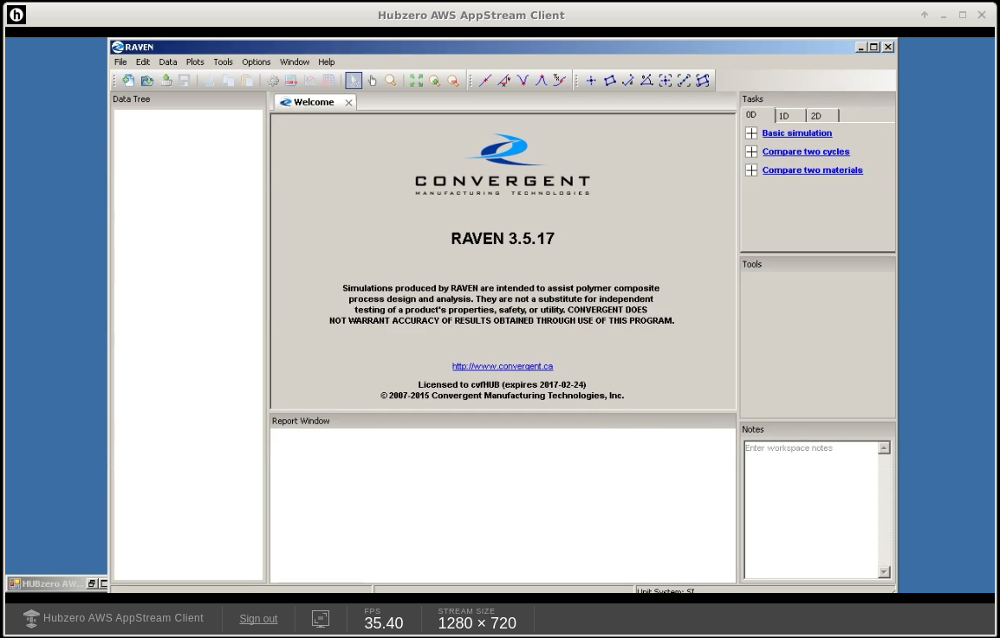 Hubzero AWS AppStream Client
RAVEN
File Edit Data Plots Tools Options Window Help
Data Tree
Welcome
CONVERGENT
MANUFACTURING TECHNOLOGIES
RAVEN 3.5.17
Simulations produced by RAVEN are intended to assist polymer composite
process design and analysis. They are not a substitute for independent
testing of a product's properties, safety, or utility. CONVERGENT DOES
NOT WARRANT ACCURACY OF RESULTS OBTAINED THROUGH USE OF THIS PROGRAM.
http://www.convergent.ca
Licensed to cvfHUB (expires 2017-02-24)
© 2007-2015 Convergent Manufacturing Technologies, Inc.
Report Window
Tasks
0D 1D 2D
Basic simulation
Compare two cycles
Compare two materials
Tools
Notes
Enter workspace notes
Unit System: SI
HUBzero AW...
Hubzero AWS AppStream Client
Sign out
FPS
35.40
STREAM SIZE
1280 × 720